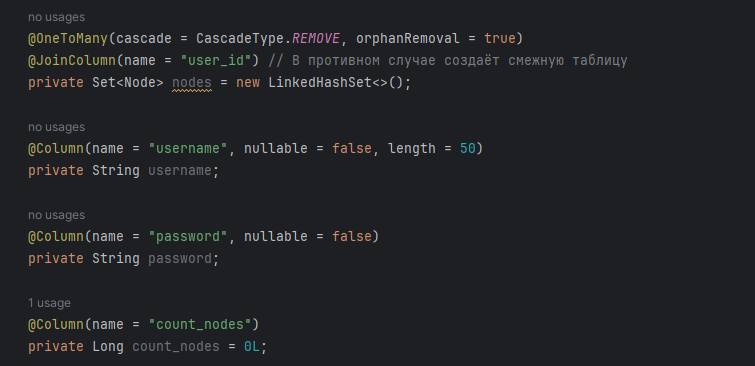 no usages
@OneToMany(cascade = CascadeType.REMOVE, orphanRemoval = true)
@JoinColumn(name = "user_id") // В противном случае создаёт смежную таблицу
private Set<Node> nodes = new LinkedHashSet<>();
no usages
@Column(name = "username", nullable = false, length = 50)
private String username;
no usages
@Column(name = "password", nullable = false)
private String password;
1 usage
@Column(name = "count_nodes")
private Long count_nodes = 0L;